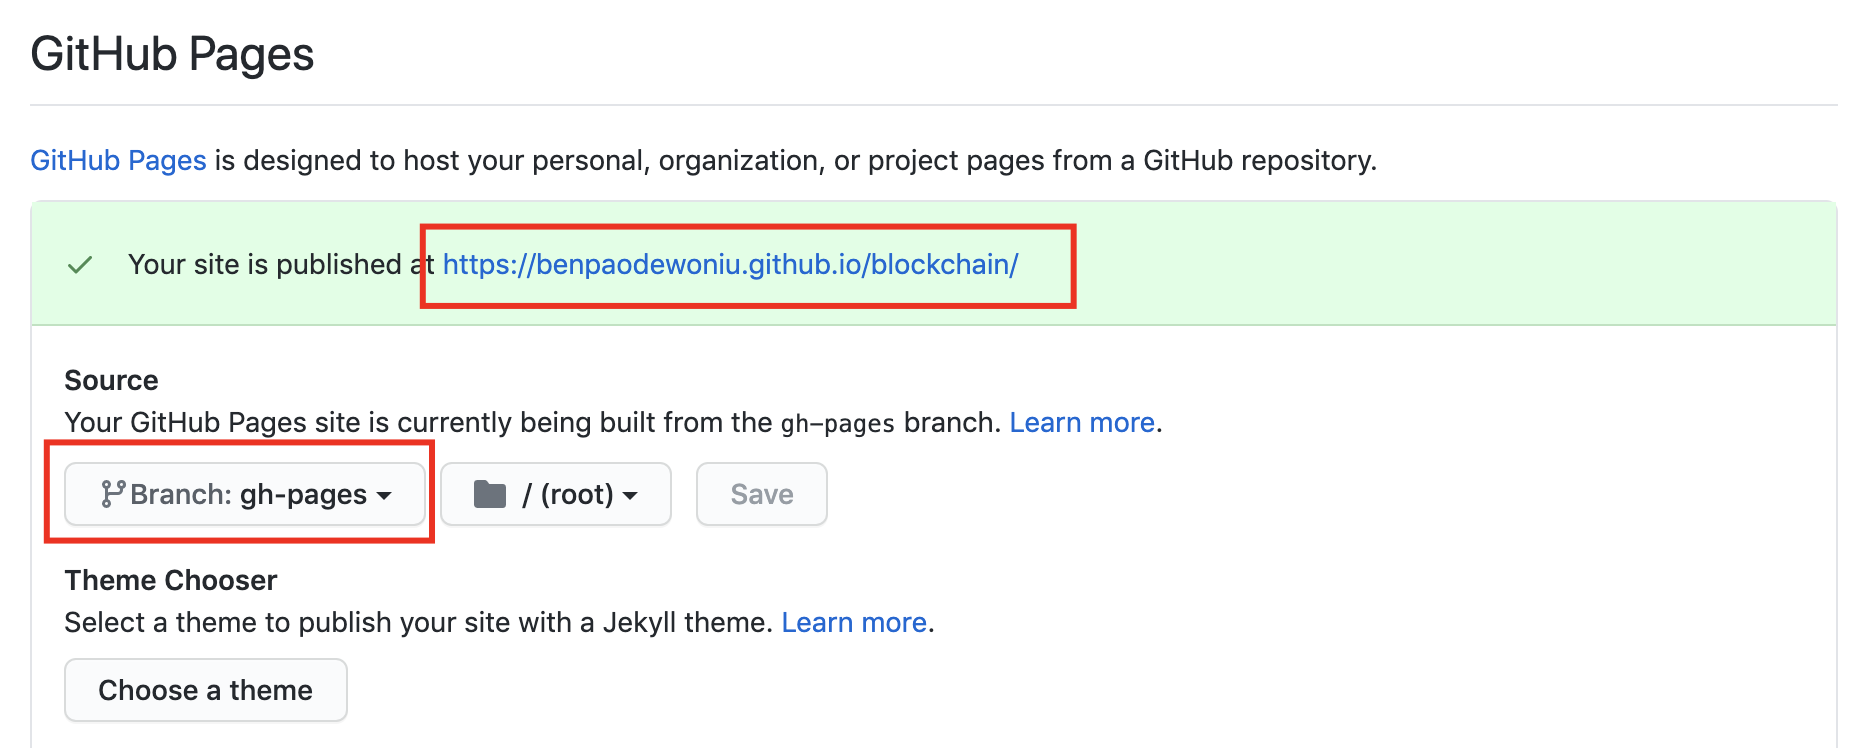 GitHub Pages
GitHub Pages is designed to host your personal, organization, or project pages from a GitHub repository.
Your site is published at https://benpaodewoniu.github.io/blockchain/
Source
Your GitHub Pages site is currently being built from the gh-pages branch. Learn more.
Branch: gh-pages / (root) Save
Theme Chooser
Select a theme to publish your site with a Jekyll theme. Learn more.
Choose a theme